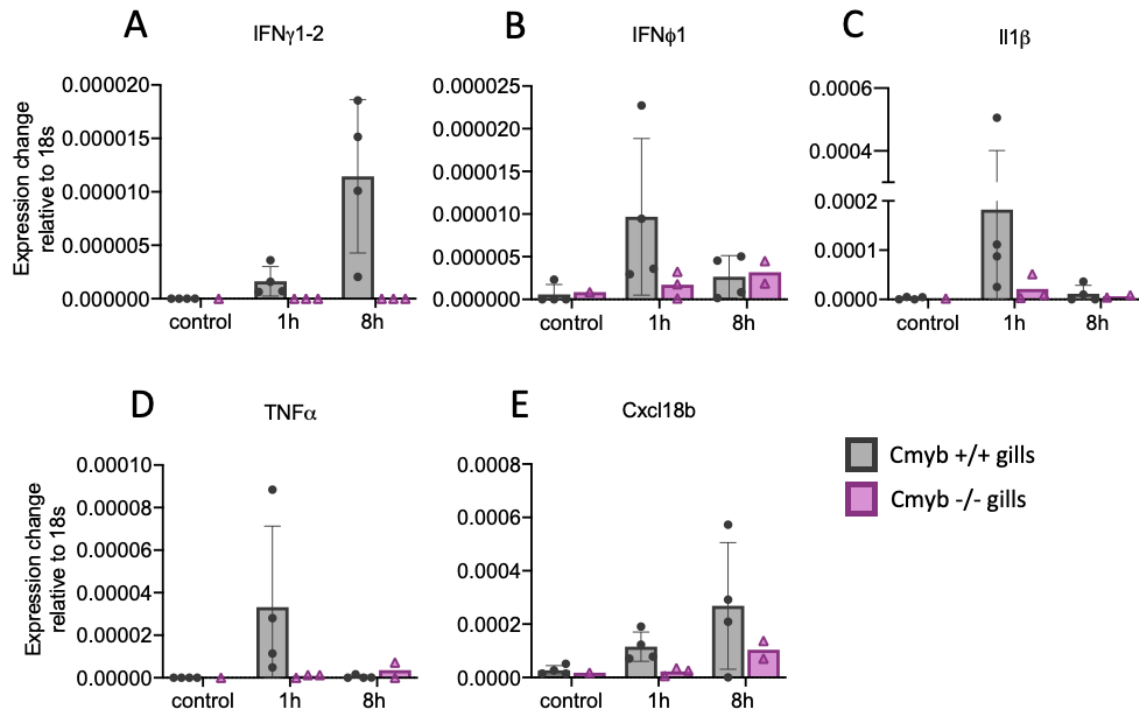 A
IFNγ1-2
Expression change
relative to 18s
0.000020
0.000015
0.000010
0.000005
0.000000
control
1h
8h
B
IFNϕ1
0.000025
0.000020
0.000015
0.000010
0.000005
0.000000
control
1h
8h
C
Il1β
0.0006
0.0004
0.0002
0.0001
0.0000
control
1h
8h
D
TNFα
Expression change
relative to 18s
0.00010
0.00008
0.00006
0.00004
0.00002
0.00000
control
1h
8h
E
Cxcl18b
0.0008
0.0006
0.0004
0.0002
0.0000
control
1h
8h
Cmyb +/+ gills
Cmyb -/- gills